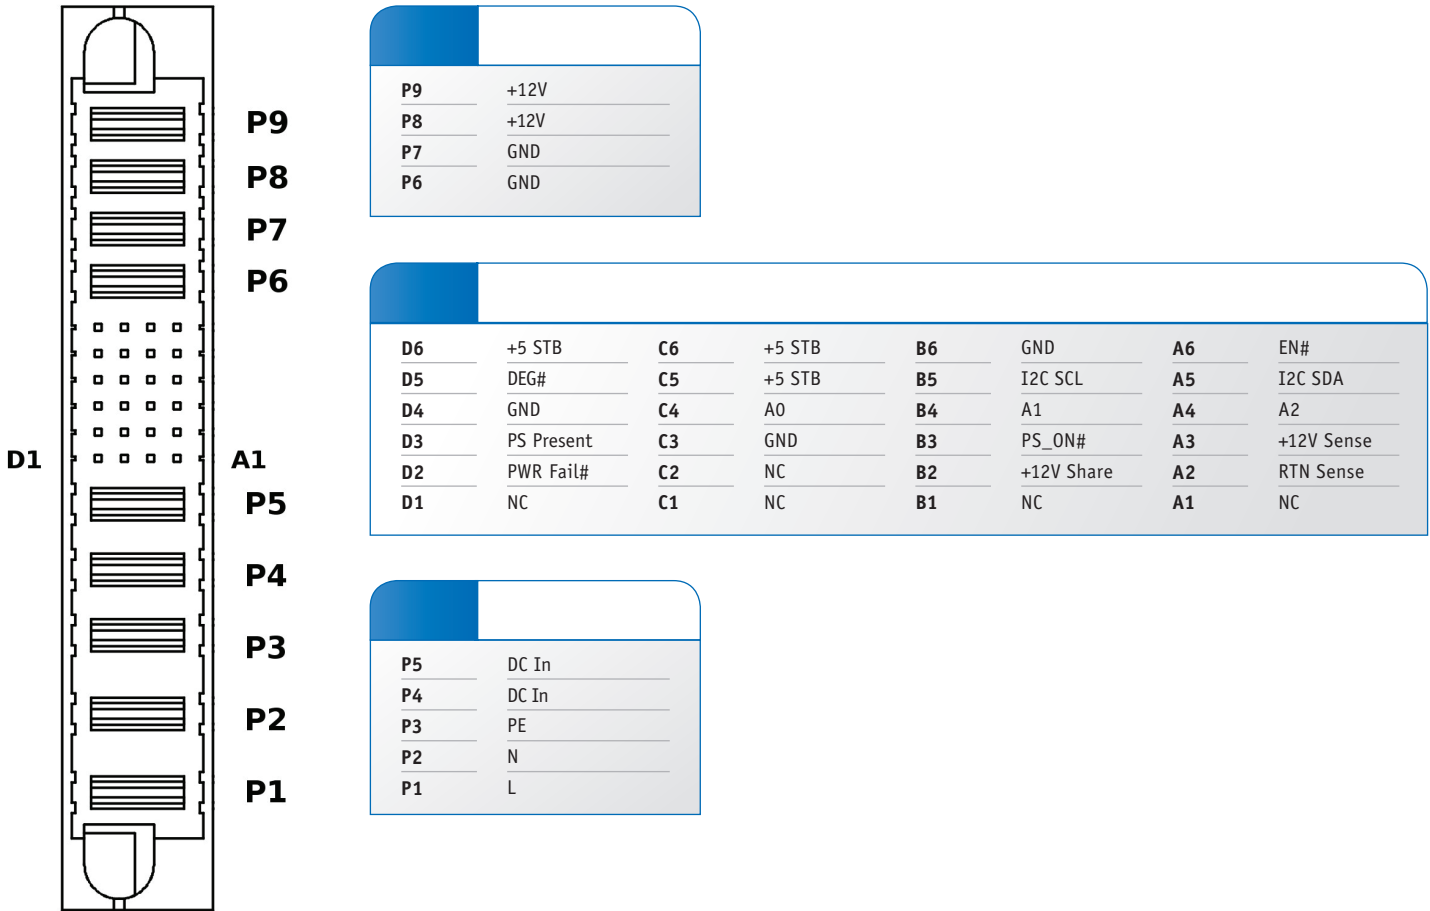 P9
P8
P7
P6
D1 A1
P5
P4
P3
P2
P1
P9 +12V
P8 +12V
P7 GND
P6 GND
D6 +5 STB C6 +5 STB B6 GND A6 EN#
D5 DEG# C5 +5 STB B5 I2C SCL A5 I2C SDA
D4 GND C4 A0 B4 A1 A4 A2
D3 PS Present C3 GND B3 PS_ON# A3 +12V Sense
D2 PWR Fail# C2 NC B2 +12V Share A2 RTN Sense
D1 NC C1 NC B1 NC A1 NC
P5 DC In
P4 DC In
P3 PE
P2 N
P1 L